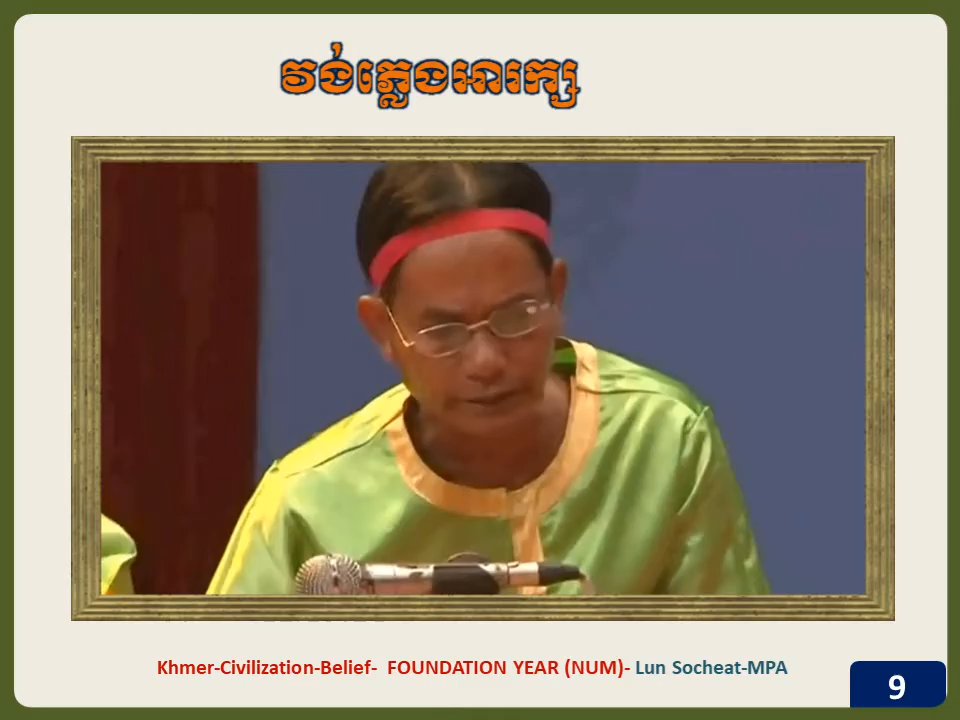 វង់ភ្លេងអារក្ស
Khmer-Civilization-Belief- FOUNDATION YEAR (NUM)- Lun Socheat-MPA
9